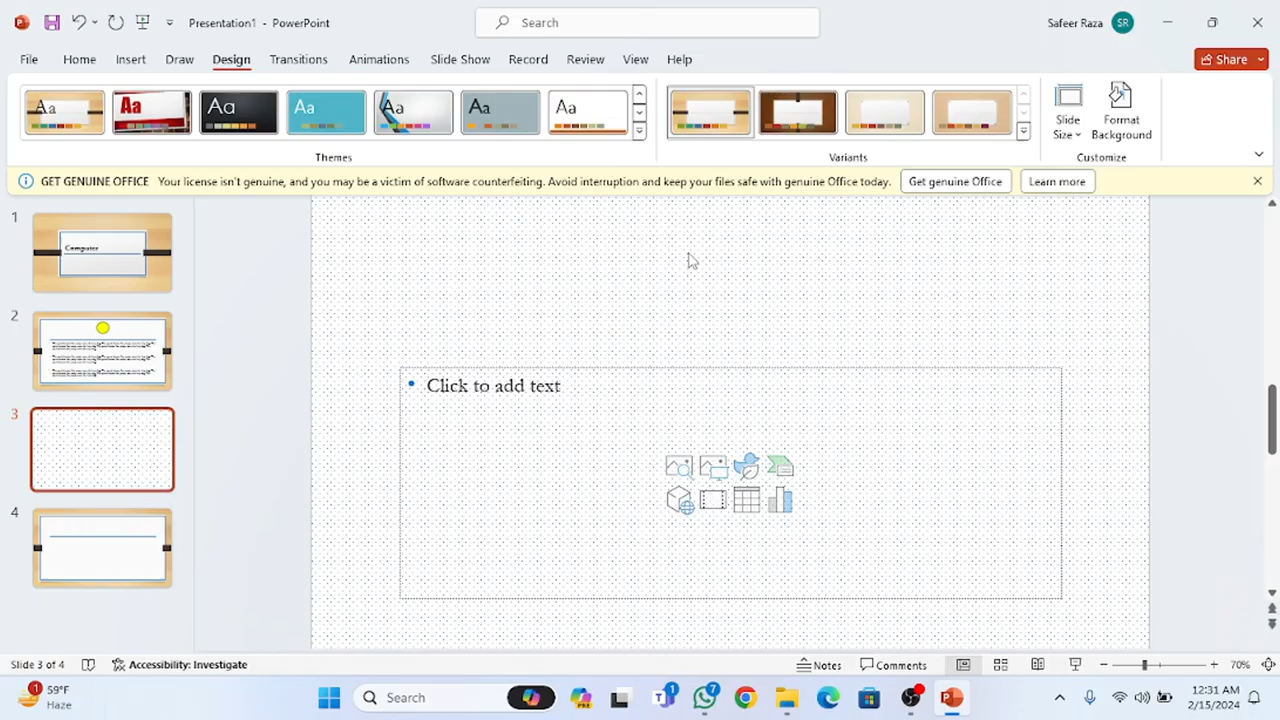 Presentation1 - PowerPoint
Search
Safeer Raza
SR
File
Home
Insert
Draw
Design
Transitions
Animations
Slide Show
Record
Review
View
Help
Share
Aa
Aa
Aa
Aa
Aa
Aa
Aa
Slide
Size
Format
Background
Themes
Variants
Customize
GET GENUINE OFFICE Your license isn't genuine, and you may be a victim of software counterfeiting. Avoid interruption and keep your files safe with genuine Office today.
Get genuine Office
Learn more
1
Computer
2
3
4
• Click to add text
Slide 3 of 4
Accessibility: Investigate
Notes
Comments
70%
1
59°F
Haze
Search
PRE
1
7
12:31 AM
2/15/2024